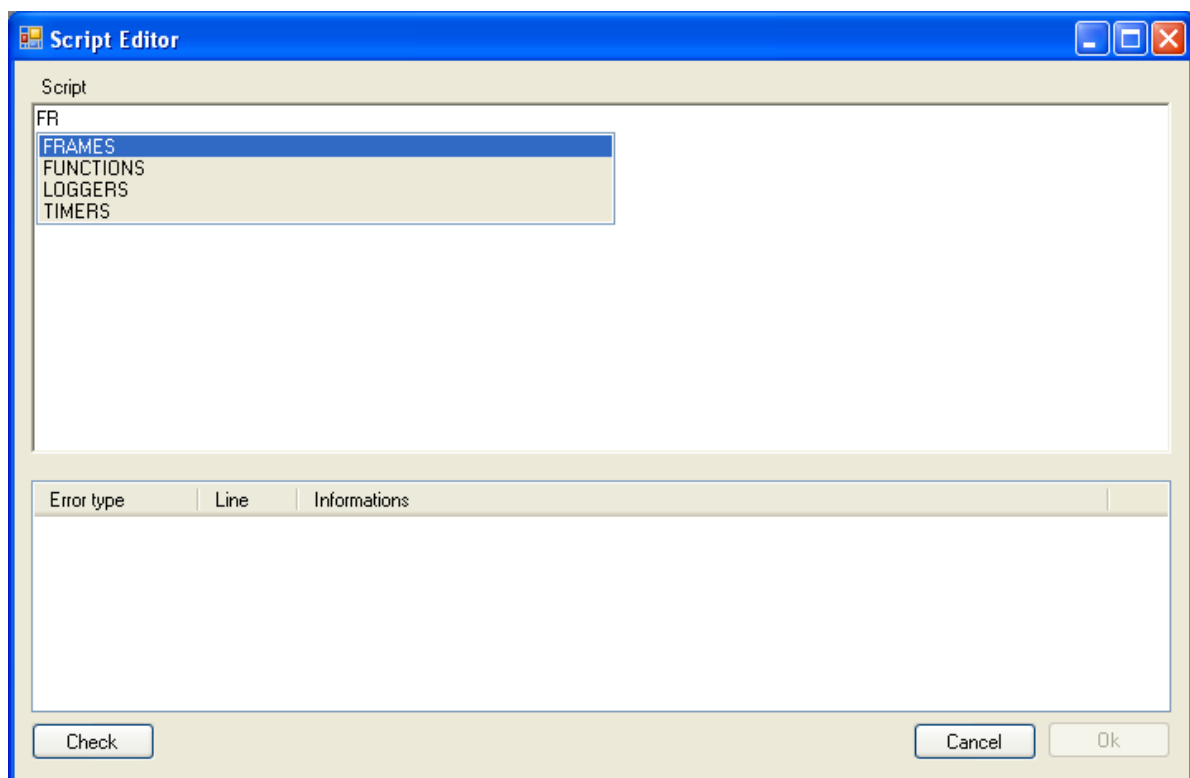 Script Editor
Script
FR
FRAMES
FUNCTIONS
LOGGERS
TIMERS
Error type Line Informations
Check Cancel Ok